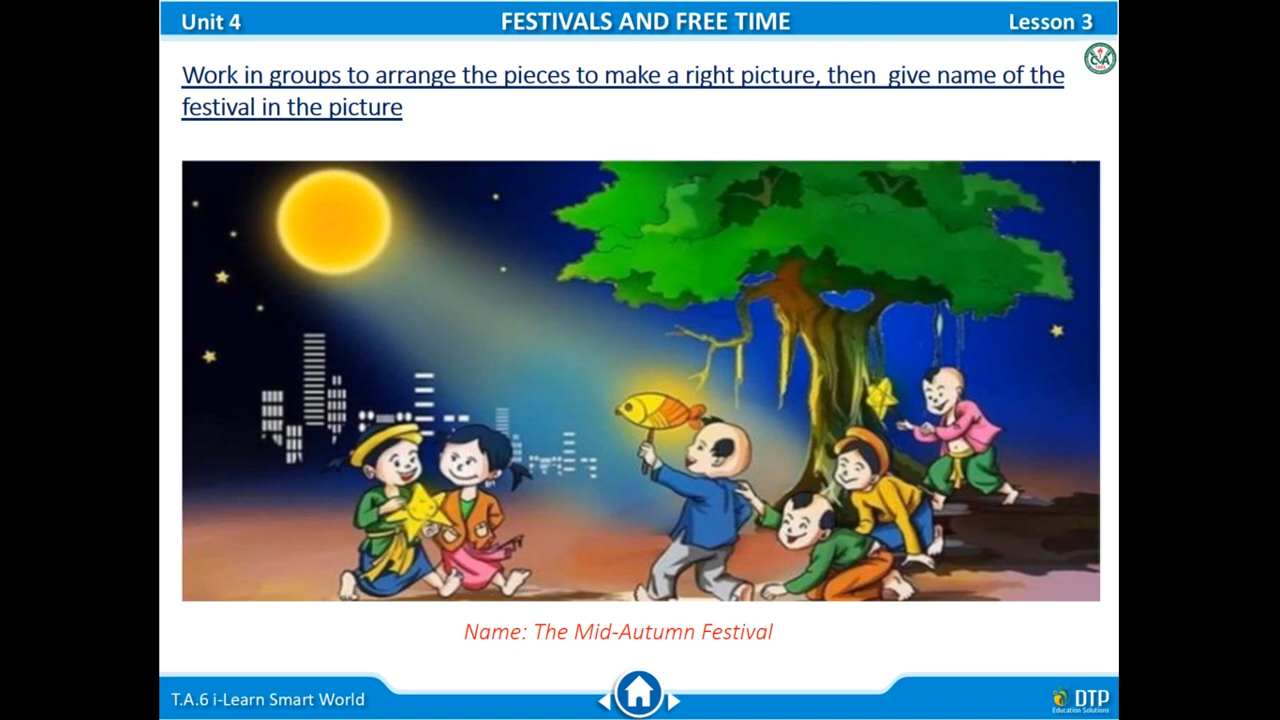 Unit 4
FESTIVALS AND FREE TIME
Lesson 3
Work in groups to arrange the pieces to make a right picture, then  give name of the
festival in the picture
Name: The Mid-Autumn Festival
T.A.6 i-Learn Smart World
DTP
Education Solutions